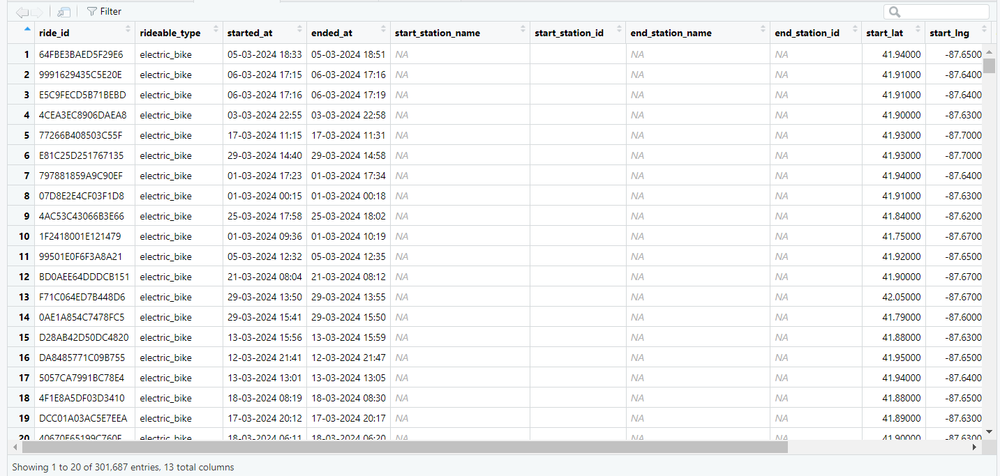 Filter
ride_id rideable_type started_at ended_at start_station_name start_station_id end_station_name end_station_id start_lat start_lng
1 64FBE3BAED5F29E6 electric_bike 05-03-2024 18:33 05-03-2024 18:51 NA NA NA 41.94000 -87.6500
2 9991629435C5E20E electric_bike 06-03-2024 17:15 06-03-2024 17:16 NA NA NA 41.91000 -87.6400
3 E5C9FECD5B71BEBD electric_bike 06-03-2024 17:16 06-03-2024 17:19 NA NA NA 41.91000 -87.6400
4 4CEA3EC8906DAEA8 electric_bike 03-03-2024 22:55 03-03-2024 22:58 NA NA NA 41.90000 -87.6300
5 77266B408503C55F electric_bike 17-03-2024 11:15 17-03-2024 11:31 NA NA NA 41.93000 -87.7000
6 E81C25D251767135 electric_bike 29-03-2024 14:40 29-03-2024 14:58 NA NA NA 41.93000 -87.7000
7 797881859A9C90EF electric_bike 01-03-2024 17:23 01-03-2024 17:34 NA NA NA 41.94000 -87.6400
8 07D8E2E4CF03F1D8 electric_bike 01-03-2024 00:15 01-03-2024 00:18 NA NA NA 41.91000 -87.6300
9 4AC53C43066B3E66 electric_bike 25-03-2024 17:58 25-03-2024 18:02 NA NA NA 41.84000 -87.6200
10 1F2418001E121479 electric_bike 01-03-2024 09:36 01-03-2024 10:19 NA NA NA 41.75000 -87.6700
11 99501E0F6F3A8A21 electric_bike 05-03-2024 12:32 05-03-2024 12:35 NA NA NA 41.92000 -87.6500
12 BD0AEE64DDDCB151 electric_bike 21-03-2024 08:04 21-03-2024 08:12 NA NA NA 41.90000 -87.6700
13 F71C064ED7B448D6 electric_bike 29-03-2024 13:50 29-03-2024 13:55 NA NA NA 42.05000 -87.6700
14 0AE1A854C7478FC5 electric_bike 29-03-2024 15:41 29-03-2024 15:50 NA NA NA 41.79000 -87.6000
15 D28AB42D50DC4820 electric_bike 13-03-2024 15:56 13-03-2024 15:59 NA NA NA 41.88000 -87.6300
16 DA8485771C09B755 electric_bike 12-03-2024 21:41 12-03-2024 21:47 NA NA NA 41.95000 -87.6500
17 5057CA7991BC78E4 electric_bike 13-03-2024 13:01 13-03-2024 13:05 NA NA NA 41.94000 -87.6400
18 4F1E8A5DF03D3410 electric_bike 18-03-2024 08:19 18-03-2024 08:30 NA NA NA 41.88000 -87.6500
19 DCC01A03AC5E7EEA electric_bike 17-03-2024 20:12 17-03-2024 20:17 NA NA NA 41.89000 -87.6300
20 electric_bike 18-03-2024 06:11 18-03-2024 06:20 NA NA NA 41.90000 -87.6300
Showing 1 to 20 of 301,687 entries, 13 total columns